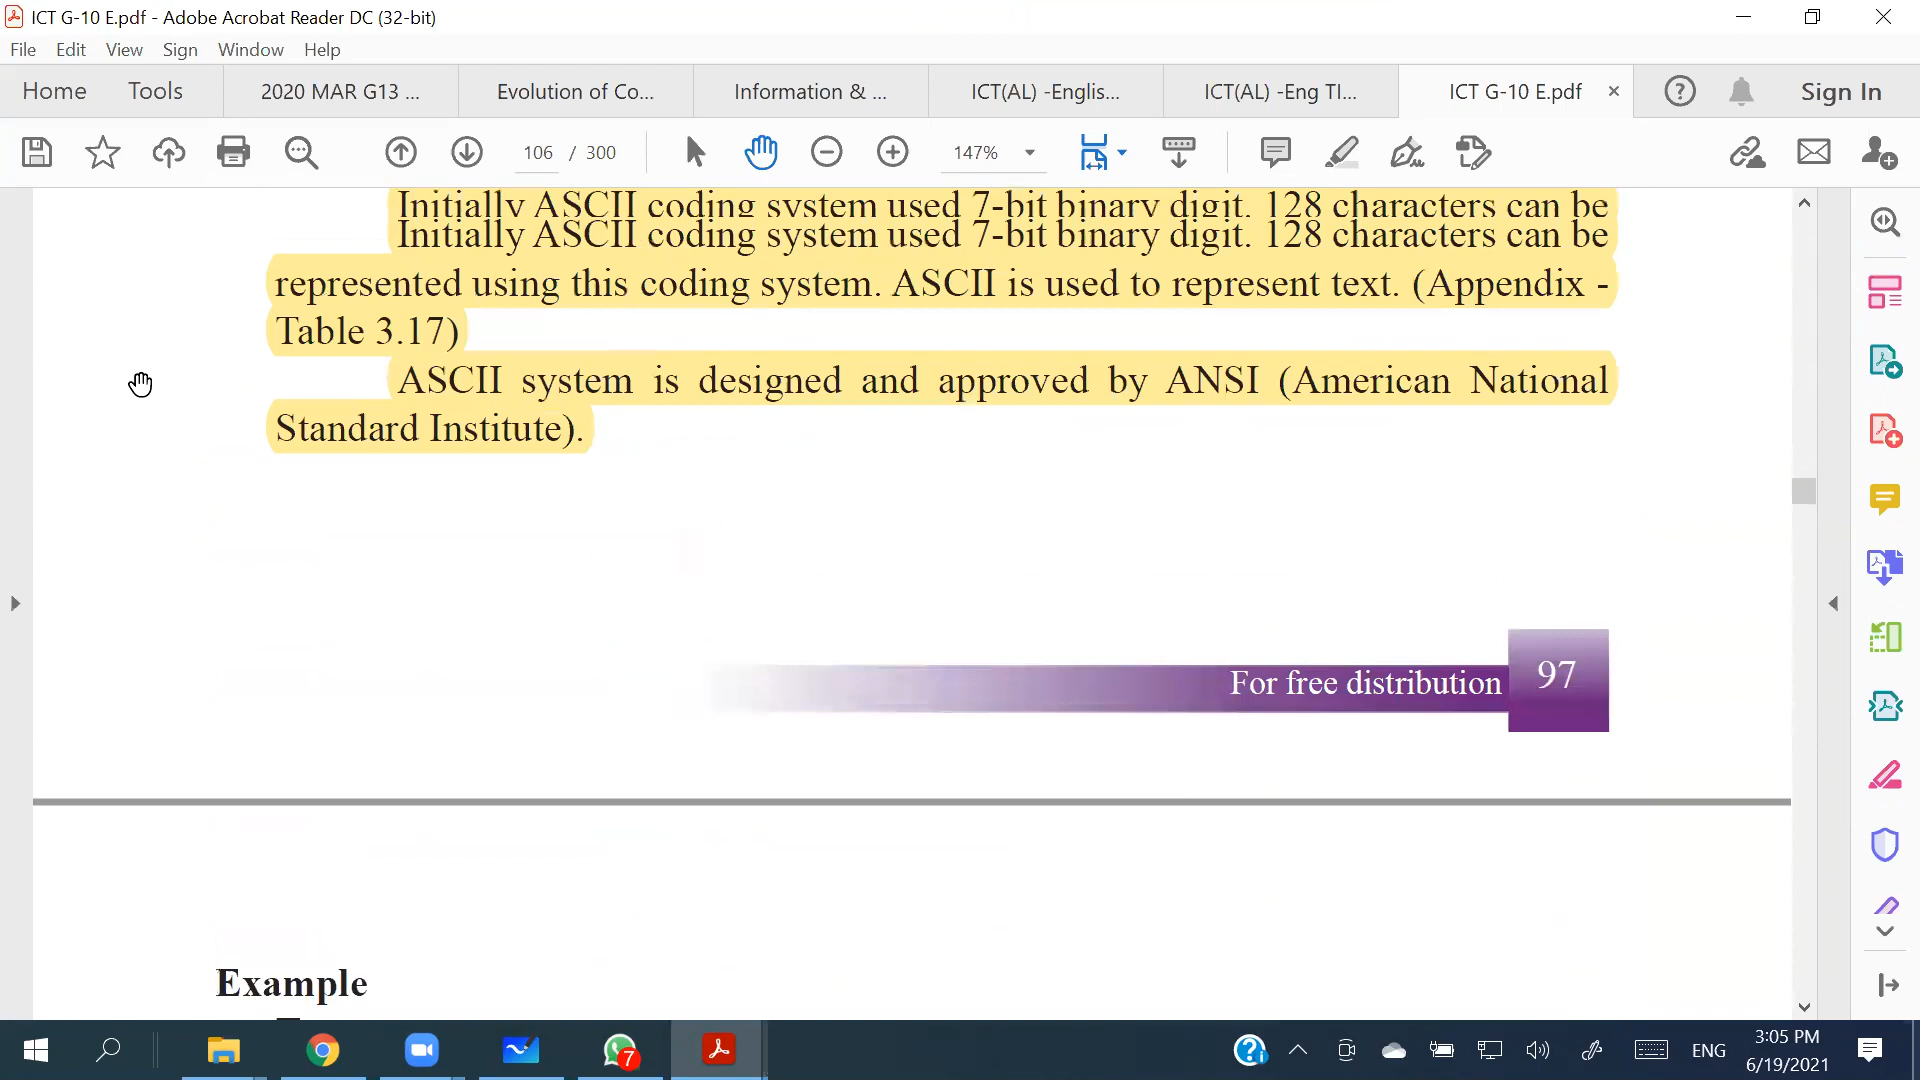 ICT G-10 E.pdf - Adobe Acrobat Reader DC (32-bit)
File Edit View Sign Window Help
Home Tools 2020 MAR G13 ... Evolution of Co... Information & ... ICT(AL) -Englis... ICT(AL) -Eng TI... ICT G-10 E.pdf × Sign In
106 / 300 147%
Initially ASCII coding system used 7-bit binary digit. 128 characters can be
Initially ASCII coding system used 7-bit binary digit. 128 characters can be
represented using this coding system. ASCII is used to represent text. (Appendix -
Table 3.17)
ASCII system is designed and approved by ANSI (American National
Standard Institute).
For free distribution 97
Example
7
ENG
3:05 PM
6/19/2021